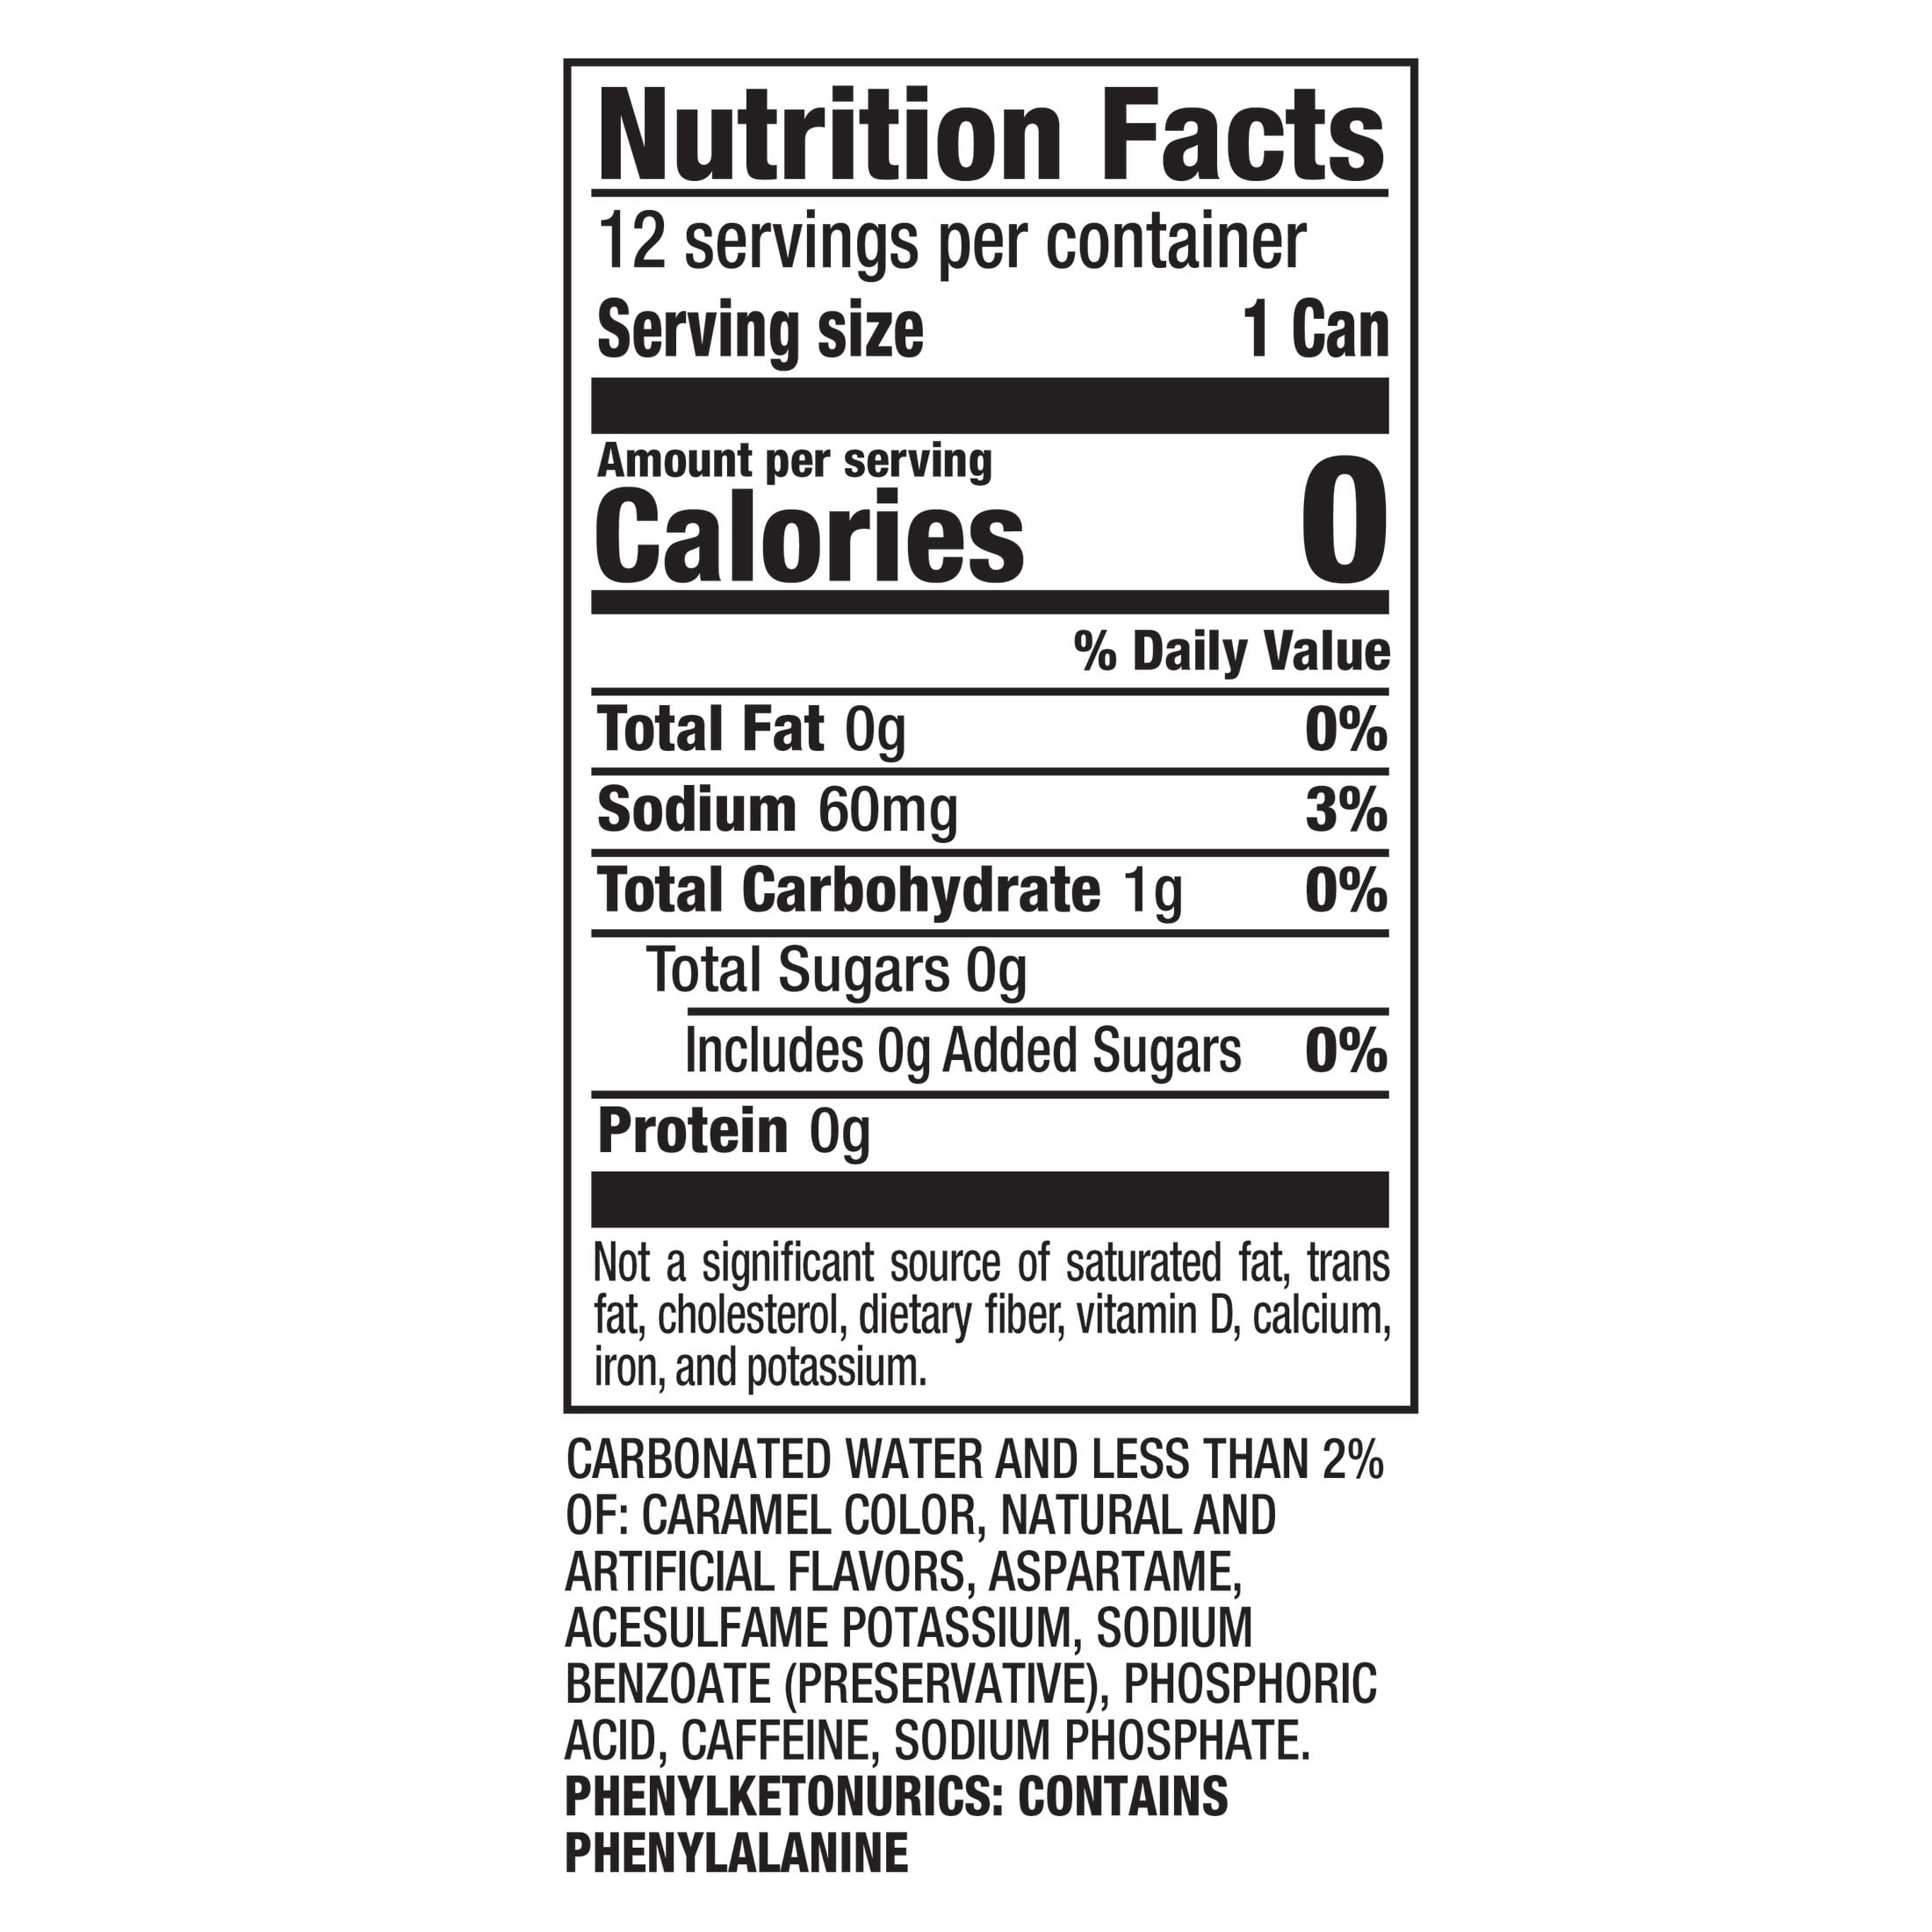 Nutrition Facts
12 servings per container
Serving size 1 Can
Amount per serving
Calories 0
% Daily Value
Total Fat 0g 0%
Sodium 60mg 3%
Total Carbohydrate 1g 0%
Total Sugars 0g
Includes 0g Added Sugars 0%
Protein 0g
Not a significant source of saturated fat, trans
fat, cholesterol, dietary fiber, vitamin D, calcium,
iron, and potassium.
CARBONATED WATER AND LESS THAN 2%
OF: CARAMEL COLOR, NATURAL AND
ARTIFICIAL FLAVORS, ASPARTAME,
ACESULFAME POTASSIUM, SODIUM
BENZOATE (PRESERVATIVE), PHOSPHORIC
ACID, CAFFEINE, SODIUM PHOSPHATE.
PHENYLKETONURICS: CONTAINS
PHENYLALANINE